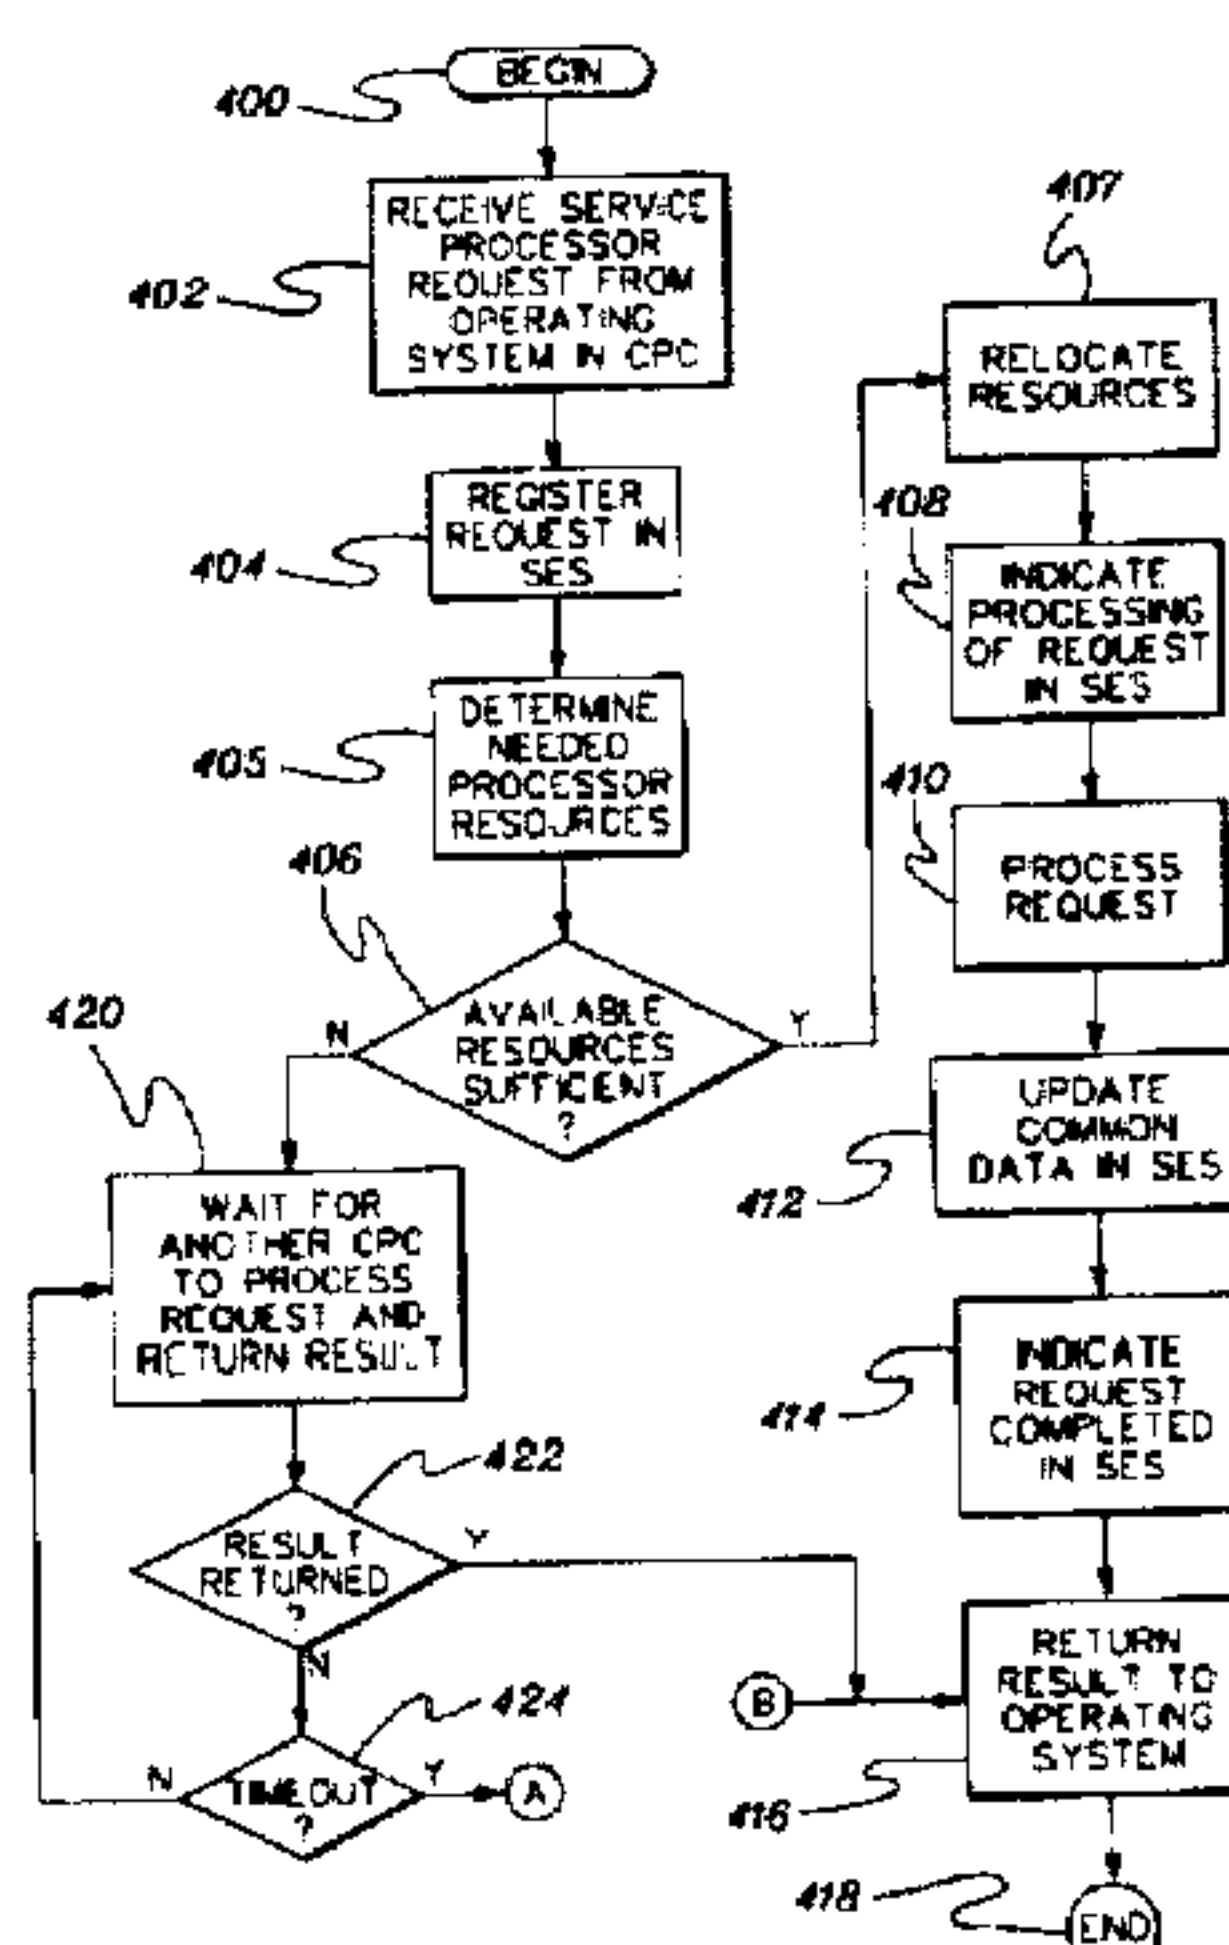 400
BEGIN
402
RECEIVE SERVICE
PROCESSOR
REQUEST FROM
OPERATING
SYSTEM IN CPC
404
REGISTER
REQUEST IN
SES
405
DETERMINE
NEEDED
PROCESSOR
RESOURCES
406
AVAILABLE
RESOURCES
SUFFICIENT
?
N
Y
420
WAIT FOR
ANOTHER CPC
TO PROCESS
REQUEST AND
RETURN RESULT
422
RESULT
RETURNED
?
Y
N
424
TIMEOUT
?
N
Y
A
407
RELOCATE
RESOURCES
408
INDICATE
PROCESSING
OF REQUEST
IN SES
410
PROCESS
REQUEST
412
UPDATE
COMMON
DATA IN SES
414
INDICATE
REQUEST
COMPLETED
IN SES
B
416
RETURN
RESULT TO
OPERATING
SYSTEM
418
END